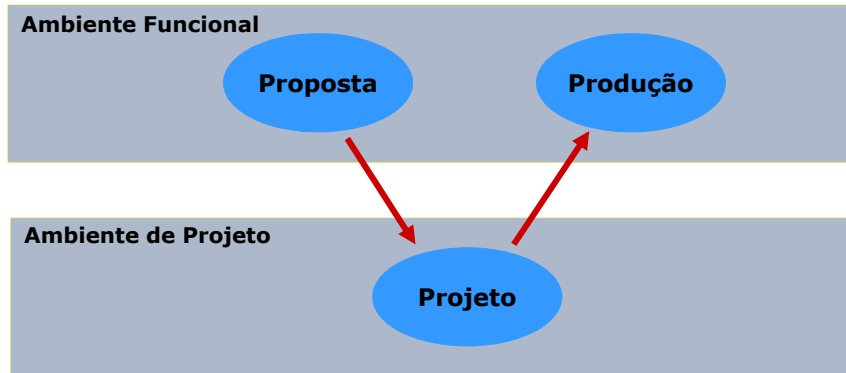 Ambiente Funcional
Proposta
Produção
Ambiente de Projeto
Projeto